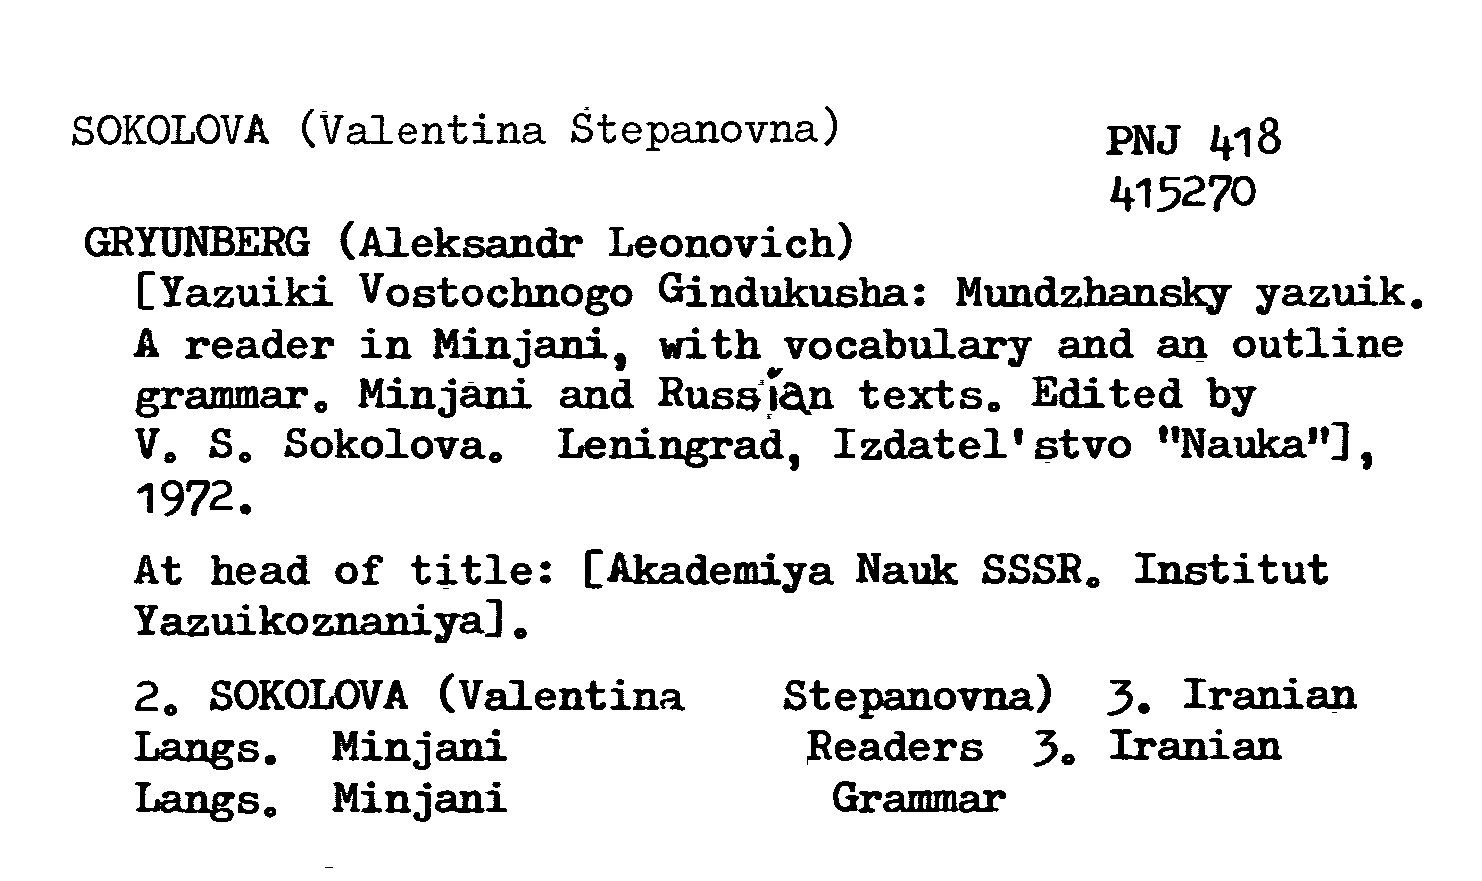 SOKOLOVA (Valentina Stepanovna)
PNJ 418
415270
GRYUNBERG (Aleksandr Leonovich)
[Yazuiki Vostochnogo Gindukusha: Mundzhansky yazuik.
A reader in Minjani, with vocabulary and an outline
grammar. Minjani and Russian texts. Edited by
V. S. Sokolova. Leningrad, Izdatel'stvo "Nauka"],
1972.
At head of title: [Akademiya Nauk SSSR. Institut
Yazuikoznaniya].
2. SOKOLOVA (Valentina Stepanovna) 3. Iranian
Langs. Minjani Readers 3. Iranian
Langs. Minjani Grammar